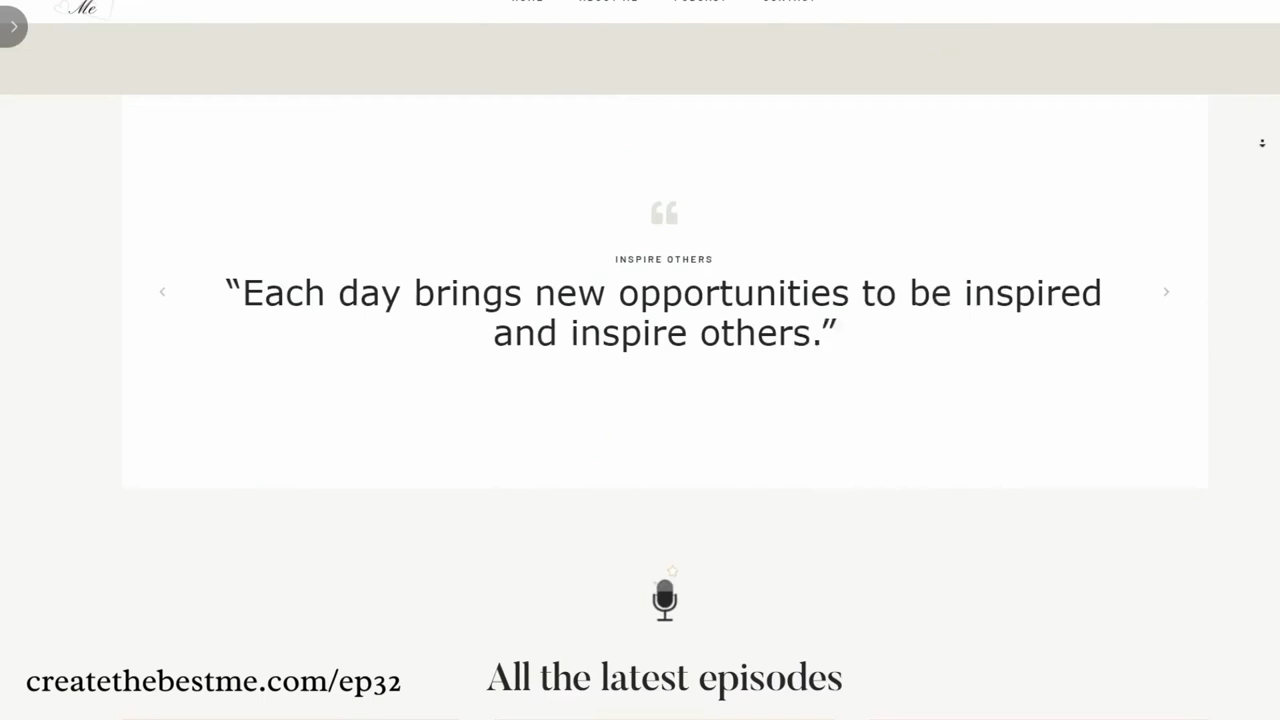 Me
INSPIRE OTHERS
“Each day brings new opportunities to be inspired
and inspire others.”
All the latest episodes
createthebestme.com/ep32